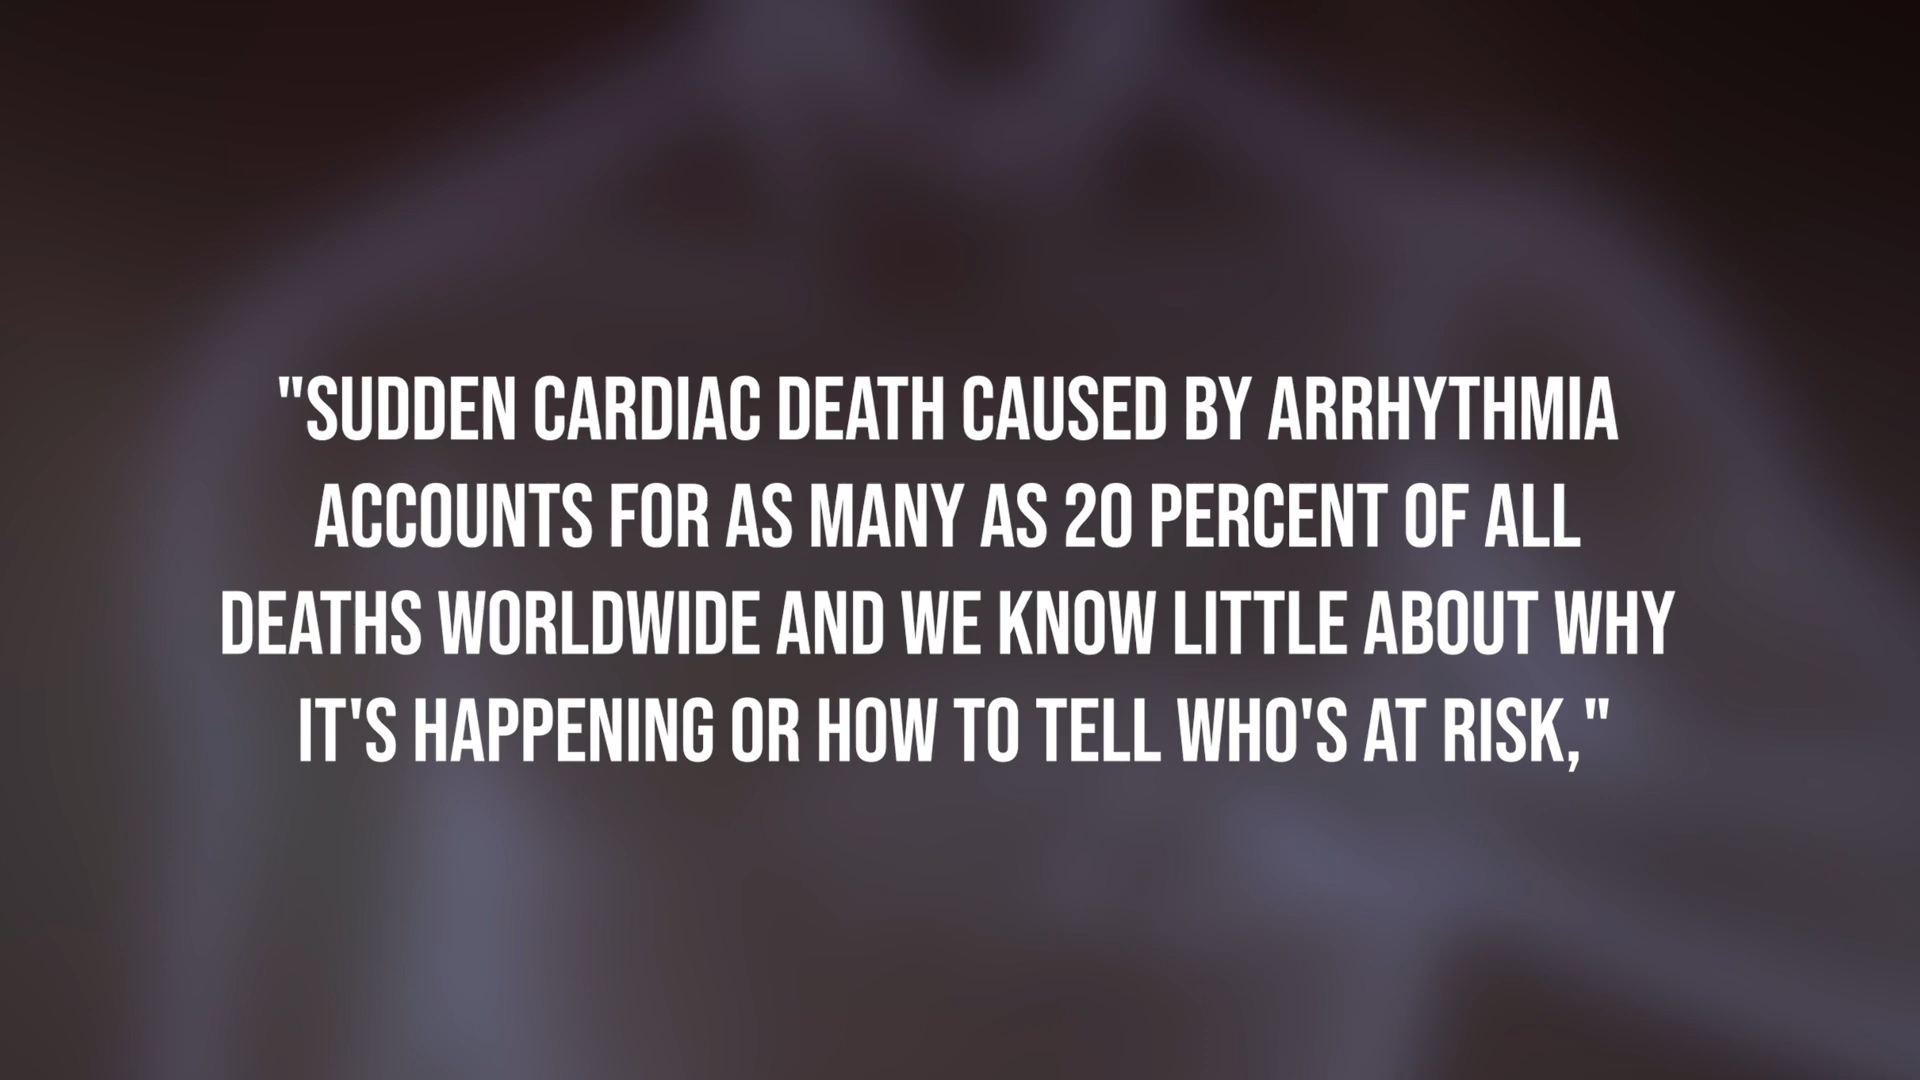 "SUDDEN CARDIAC DEATH CAUSED BY ARRHYTHMIA
ACCOUNTS FOR AS MANY AS 20 PERCENT OF ALL
DEATHS WORLDWIDE AND WE KNOW LITTLE ABOUT WHY
IT'S HAPPENING OR HOW TO TELL WHO'S AT RISK,"